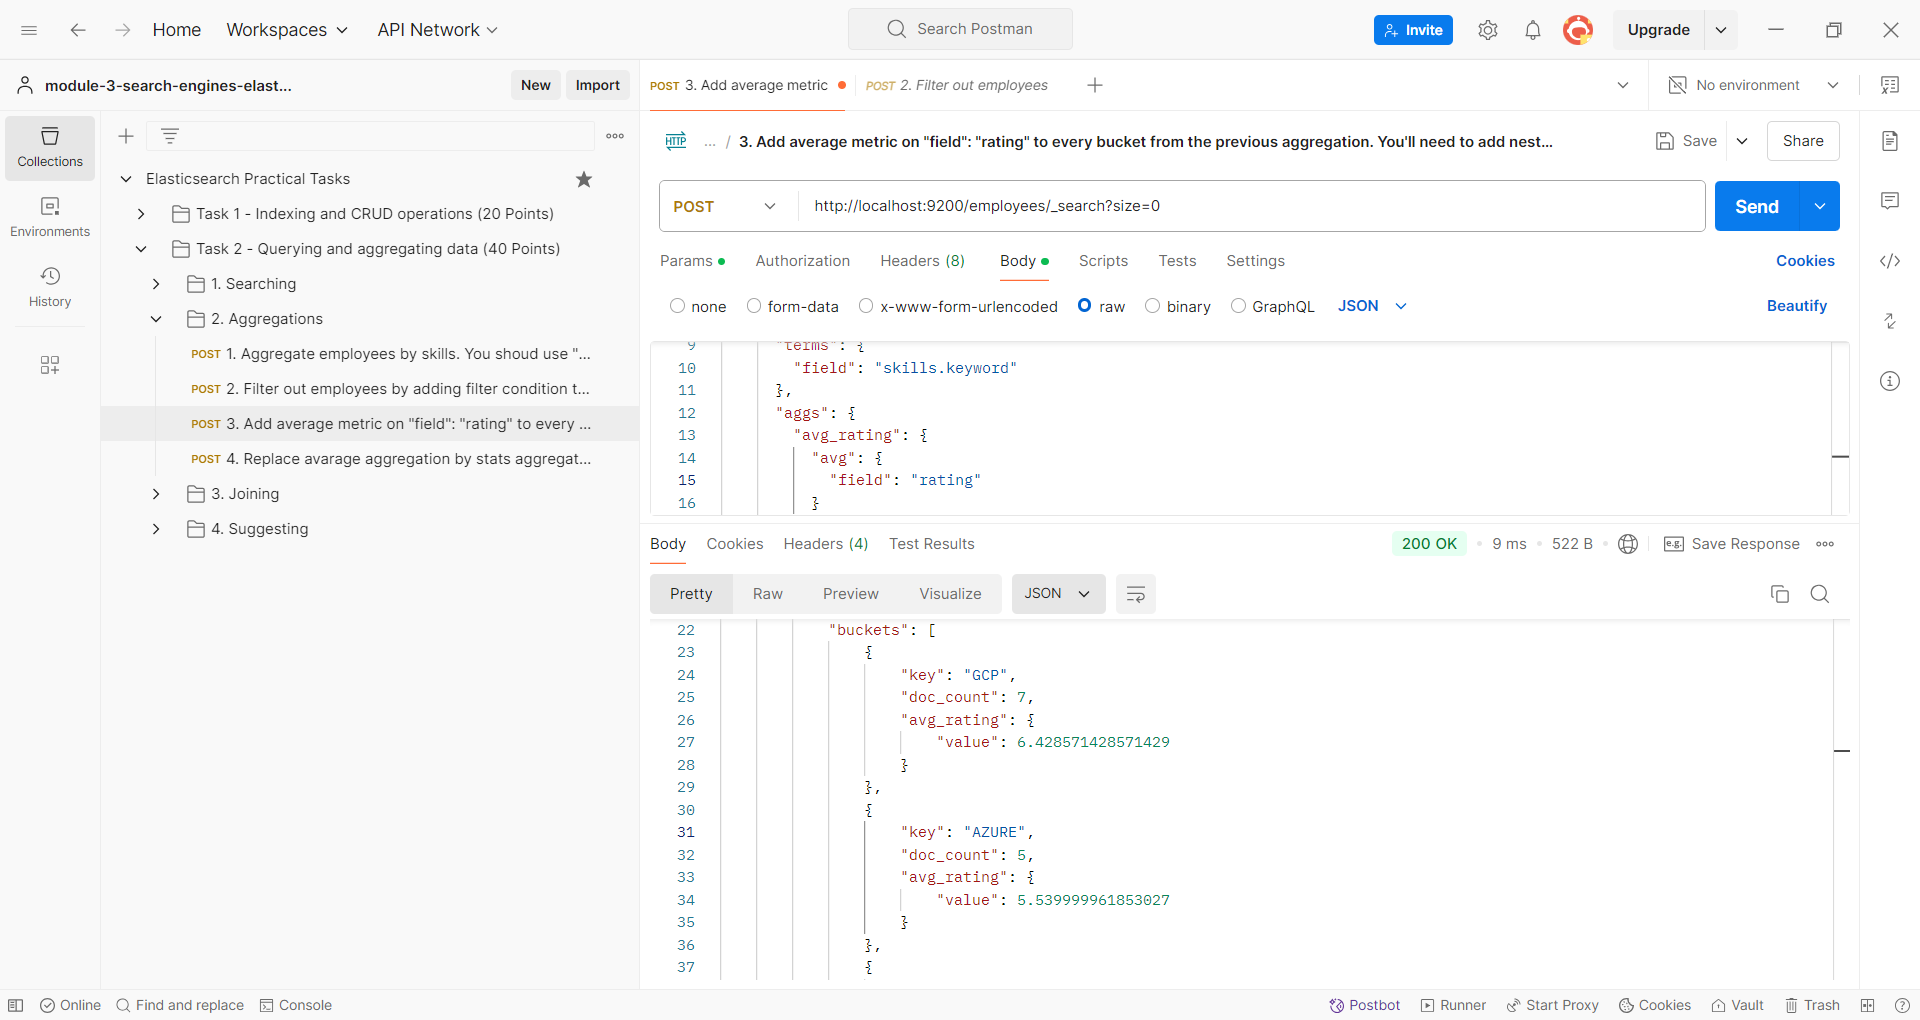 Home
Workspaces
API Network
Search Postman
Invite
Upgrade
module-3-search-engines-elast...
New
Import
POST 3. Add average metric
POST 2. Filter out employees
No environment
Collections
Environments
History
Elasticsearch Practical Tasks
Task 1 - Indexing and CRUD operations (20 Points)
Task 2 - Querying and aggregating data (40 Points)
1. Searching
2. Aggregations
POST 1. Aggregate employees by skills. You shoud use "...
POST 2. Filter out employees by adding filter condition t...
POST 3. Add average metric on "field": "rating" to every ...
POST 4. Replace avarage aggregation by stats aggregat...
3. Joining
4. Suggesting
HTTP ... / 3. Add average metric on "field": "rating" to every bucket from the previous aggregation. You'll need to add nest...
Save
Share
POST http://localhost:9200/employees/_search?size=0
Send
Params Authorization Headers (8) Body Scripts Tests Settings
Cookies
none form-data x-www-form-urlencoded raw binary GraphQL JSON
Beautify
9 "terms": {
10 "field": "skills.keyword"
11 },
12 "aggs": {
13 "avg_rating": {
14 "avg": {
15 "field": "rating"
16 }
Body Cookies Headers (4) Test Results
200 OK 9 ms 522 B
e.g. Save Response
Pretty Raw Preview Visualize JSON
22 "buckets": [
23 {
24 "key": "GCP",
25 "doc_count": 7,
26 "avg_rating": {
27 "value": 6.428571428571429
28 }
29 },
30 {
31 "key": "AZURE",
32 "doc_count": 5,
33 "avg_rating": {
34 "value": 5.539999961853027
35 }
36 },
37 {
Online Find and replace Console
Postbot Runner Start Proxy Cookies Vault Trash